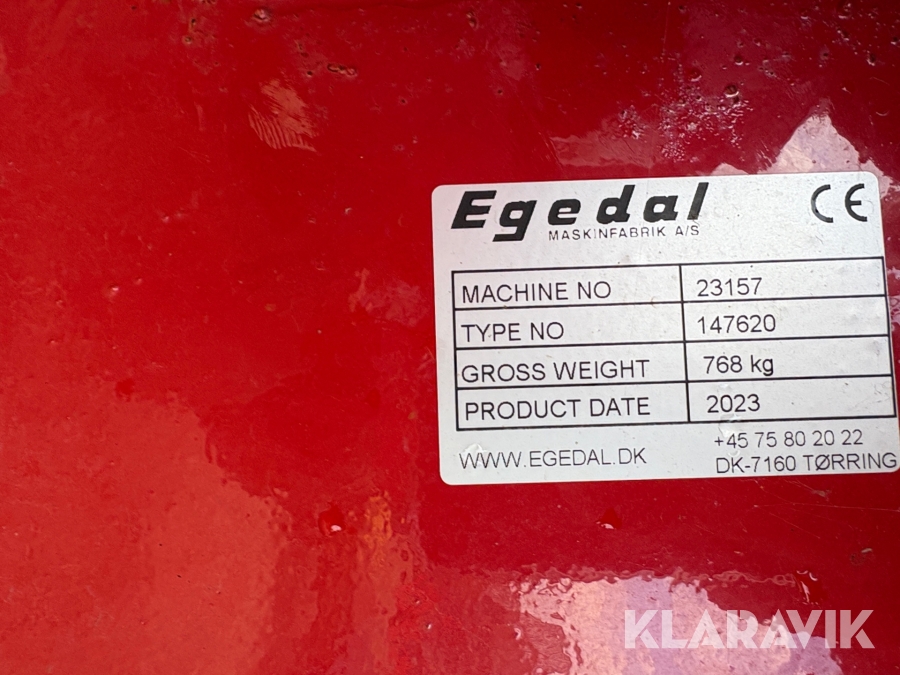 Egedal CE
MASKINFABRIK A/S
MACHINE NO 23157
TYPE NO 147620
GROSS WEIGHT 768 kg
PRODUCT DATE 2023
WWW.EGEDAL.DK +45 75 80 20 22
DK-7160 TØRRING
KLARAVIK